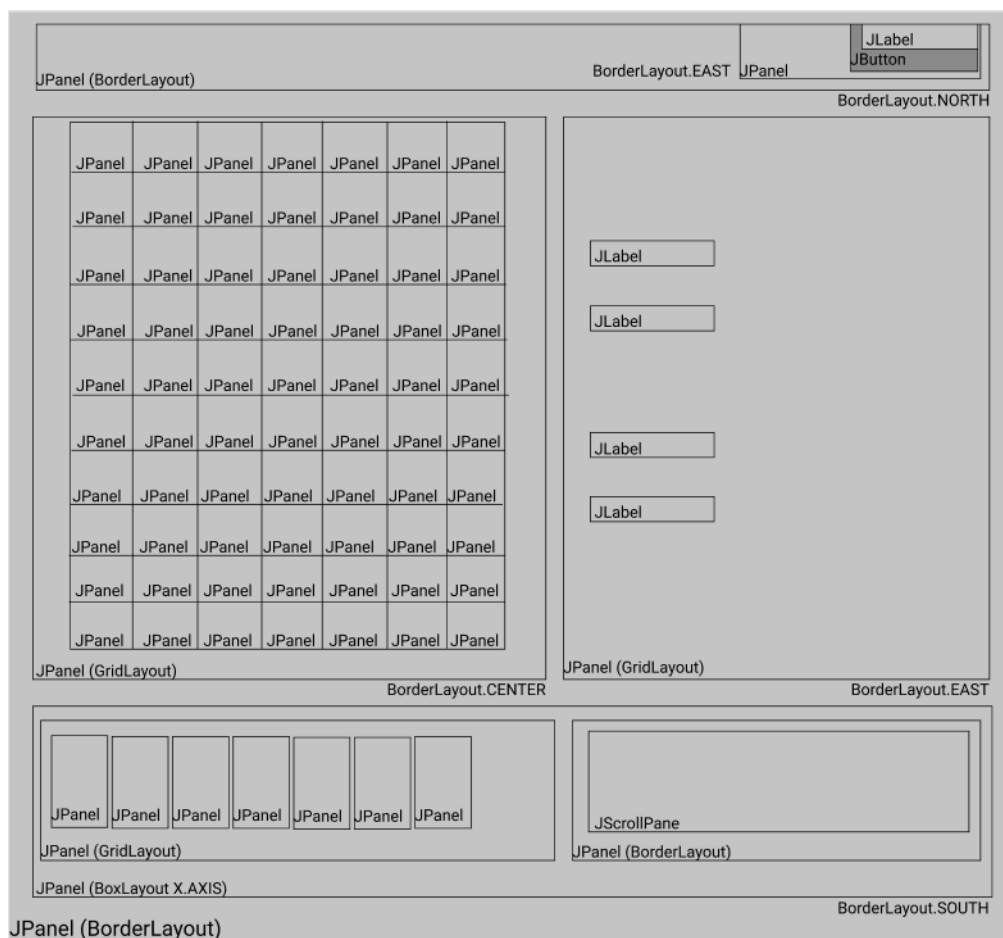 JLabel
JButton
BorderLayout.EAST JPanel
JPanel (BorderLayout)
BorderLayout.NORTH
JPanel JPanel JPanel JPanel JPanel JPanel JPanel
JPanel JPanel JPanel JPanel JPanel JPanel JPanel
JPanel JPanel JPanel JPanel JPanel JPanel JPanel
JPanel JPanel JPanel JPanel JPanel JPanel JPanel
JPanel JPanel JPanel JPanel JPanel JPanel JPanel
JPanel JPanel JPanel JPanel JPanel JPanel JPanel
JPanel JPanel JPanel JPanel JPanel JPanel JPanel
JPanel JPanel JPanel JPanel JPanel JPanel JPanel
JPanel JPanel JPanel JPanel JPanel JPanel JPanel
JPanel JPanel JPanel JPanel JPanel JPanel JPanel
JPanel (GridLayout)
BorderLayout.CENTER
JLabel
JLabel
JLabel
JLabel
JPanel (GridLayout)
BorderLayout.EAST
JPanel JPanel JPanel JPanel JPanel JPanel JPanel
JPanel (GridLayout)
JScrollPane
JPanel (BorderLayout)
JPanel (BoxLayout X.AXIS)
BorderLayout.SOUTH
JPanel (BorderLayout)